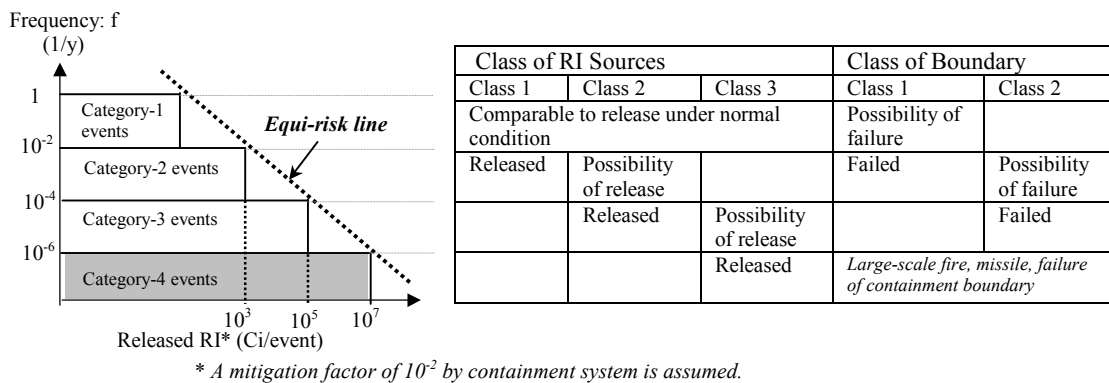 Frequency: f
(1/y)
1
10-2
10-4
10-6
Category-1
events
Category-2 events
Category-3 events
Category-4 events
Equi-risk line
103
105
107
Released RI* (Ci/event)
Class of RI Sources
Class of Boundary
Class 1
Class 2
Class 3
Class 1
Class 2
Comparable to release under normal
condition
Possibility of
failure
Released
Possibility
of release
Failed
Possibility
of failure
Released
Possibility
of release
Failed
Released
Large-scale fire, missile, failure
of containment boundary
* A mitigation factor of 10-2 by containment system is assumed.